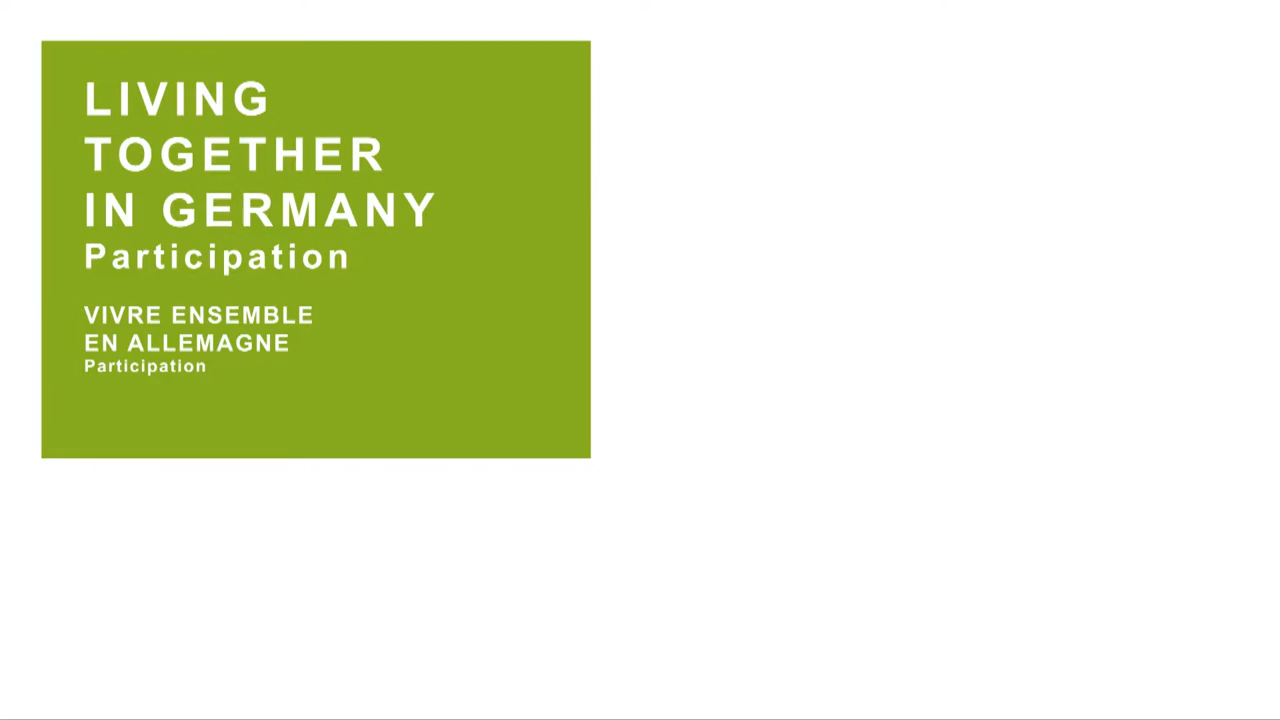 LIVING
TOGETHER
IN GERMANY
Participation
VIVRE ENSEMBLE
EN ALLEMAGNE
Participation